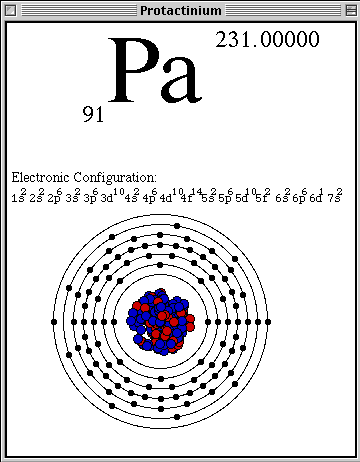 Protactinium
Pa
231.00000
91
Electronic Configuration:
1s² 2s² 2p⁶ 3s² 3p⁶ 3d¹⁰ 4s² 4p⁶ 4d¹⁰ 4f¹⁴ 5s² 5p⁶ 5d¹⁰ 5f² 6s² 6p⁶ 6d¹ 7s²